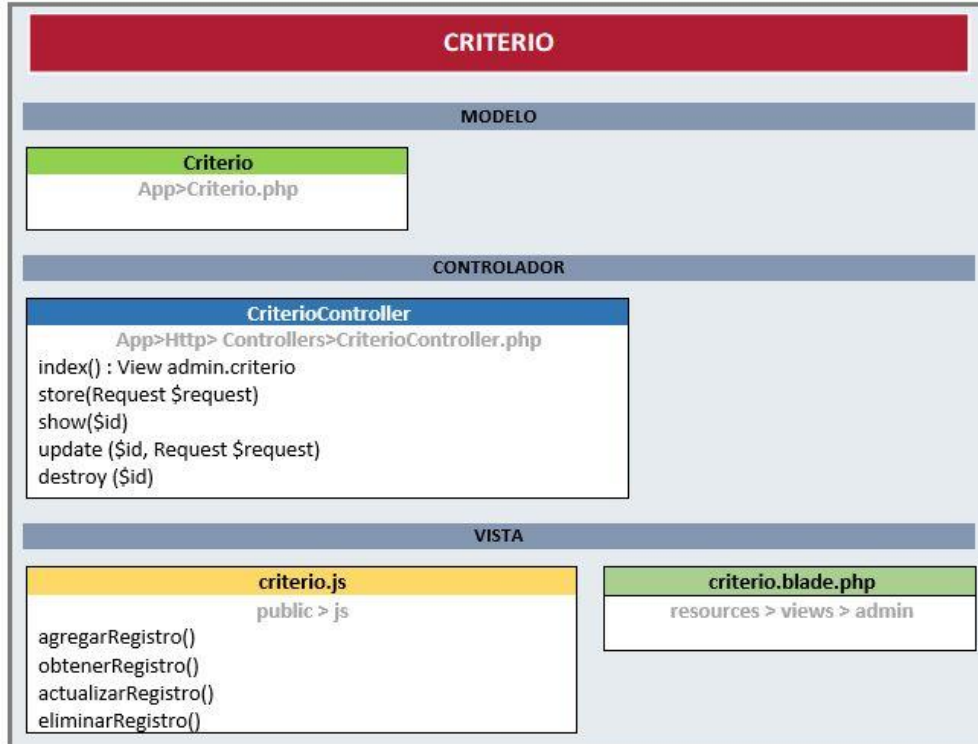 CRITERIO
MODELO
Criterio
App>Criterio.php
CONTROLADOR
CriterioController
App>Http> Controllers>CriterioController.php
index() : View admin.criterio
store(Request $request)
show($id)
update ($id, Request $request)
destroy ($id)
VISTA
criterio.js
public > js
agregarRegistro()
obtenerRegistro()
actualizarRegistro()
eliminarRegistro()
criterio.blade.php
resources > views > admin